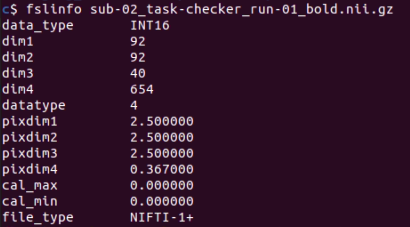 c$ fslinfo sub-02_task-checker_run-01_bold.nii.gz
data_type INT16
dim1 92
dim2 92
dim3 40
dim4 654
datatype 4
pixdim1 2.500000
pixdim2 2.500000
pixdim3 2.500000
pixdim4 0.367000
cal_max 0.000000
cal_min 0.000000
file_type NIFTI-1+